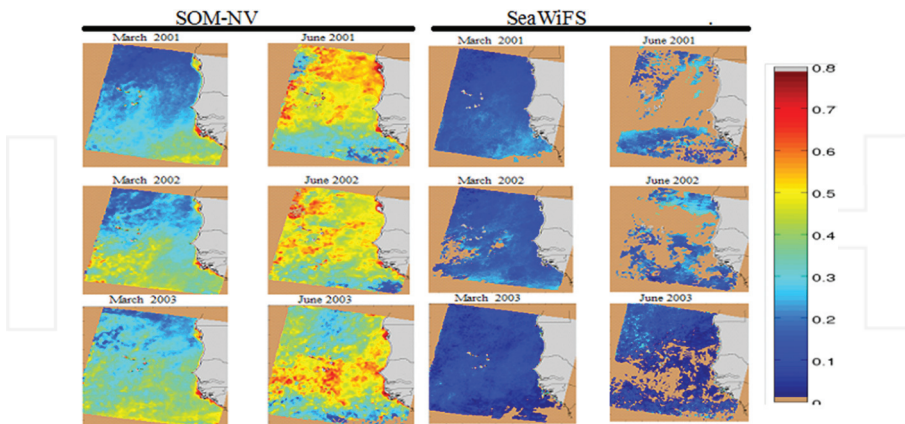 SOM-NV
SeaWiFS .
March 2001
June 2001
March 2001
June 2001
March 2002
June 2002
March 2002
June 2002
March 2003
June 2003
March 2003
June 2003
0.8
0.7
0.6
0.5
0.4
0.3
0.2
0.1
0